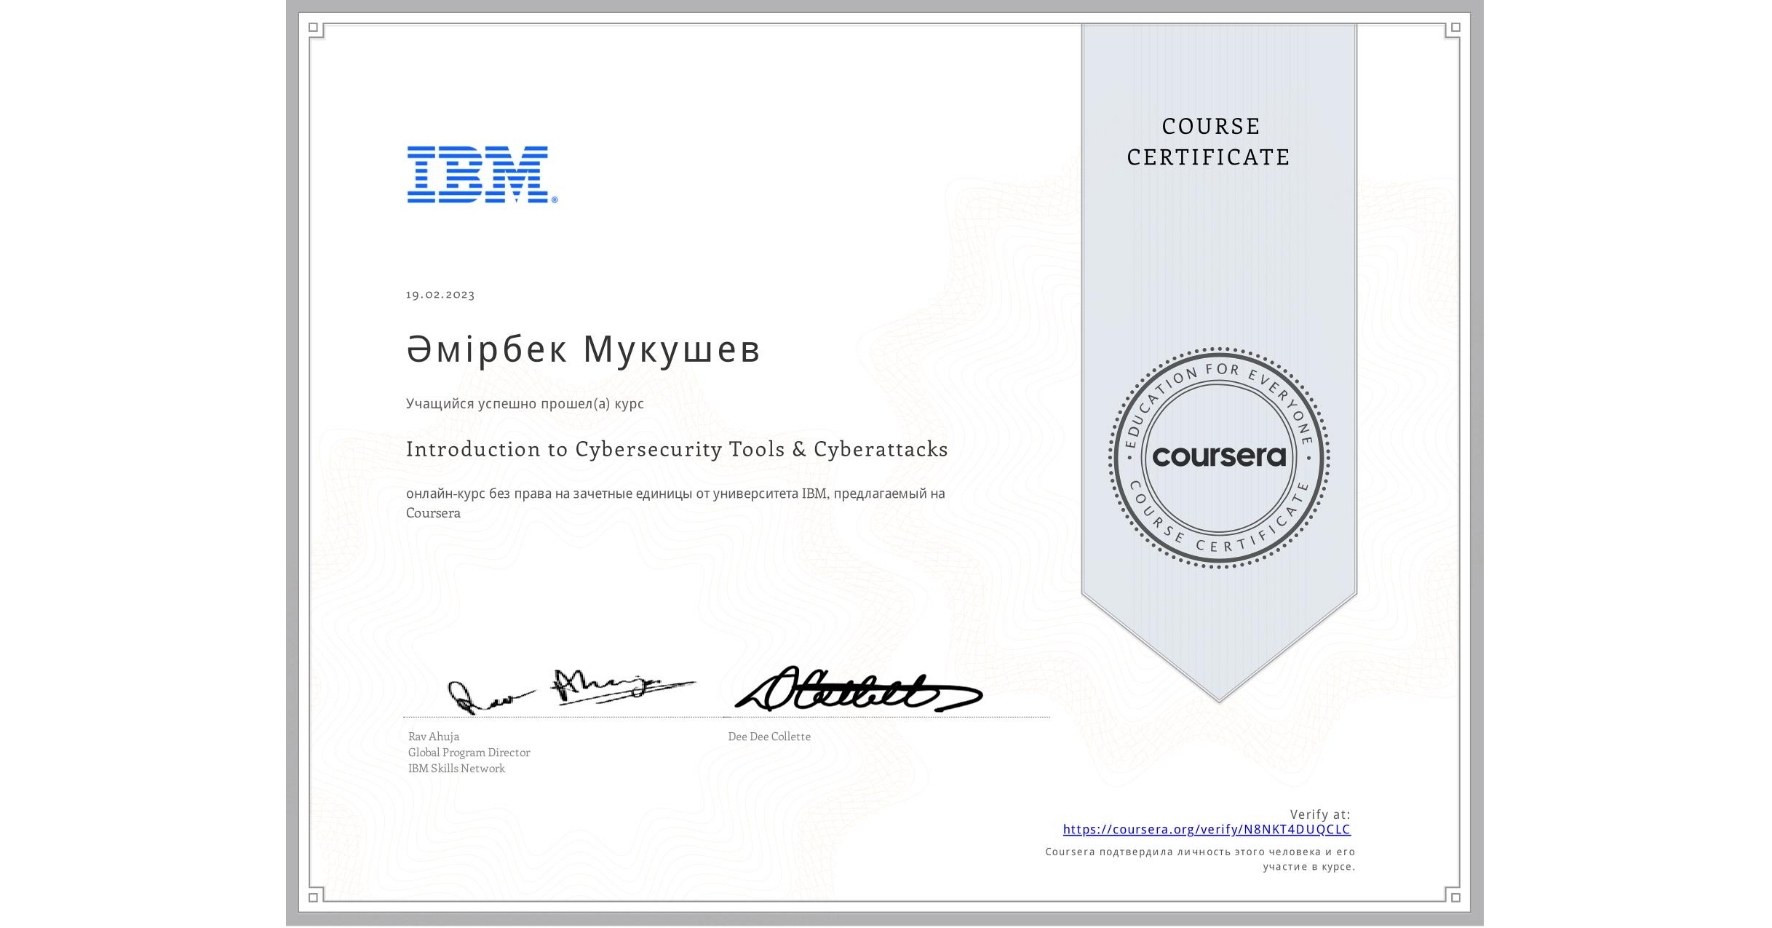 COURSE
CERTIFICATE
IBM®
19.02.2023
Әмірбек Мукушев
Учащийся успешно прошел(а) курс
Introduction to Cybersecurity Tools & Cyberattacks
онлайн-курс без права на зачетные единицы от университета IBM, предлагаемый на
Coursera
EDUCATION FOR EVERYONE
coursera
COURSE CERTIFICATE
Rav Ahuja
Global Program Director
IBM Skills Network
Dee Dee Collette
Verify at:
https://coursera.org/verify/N8NKT4DUQCLC
Coursera подтвердила личность этого человека и его
участие в курсе.